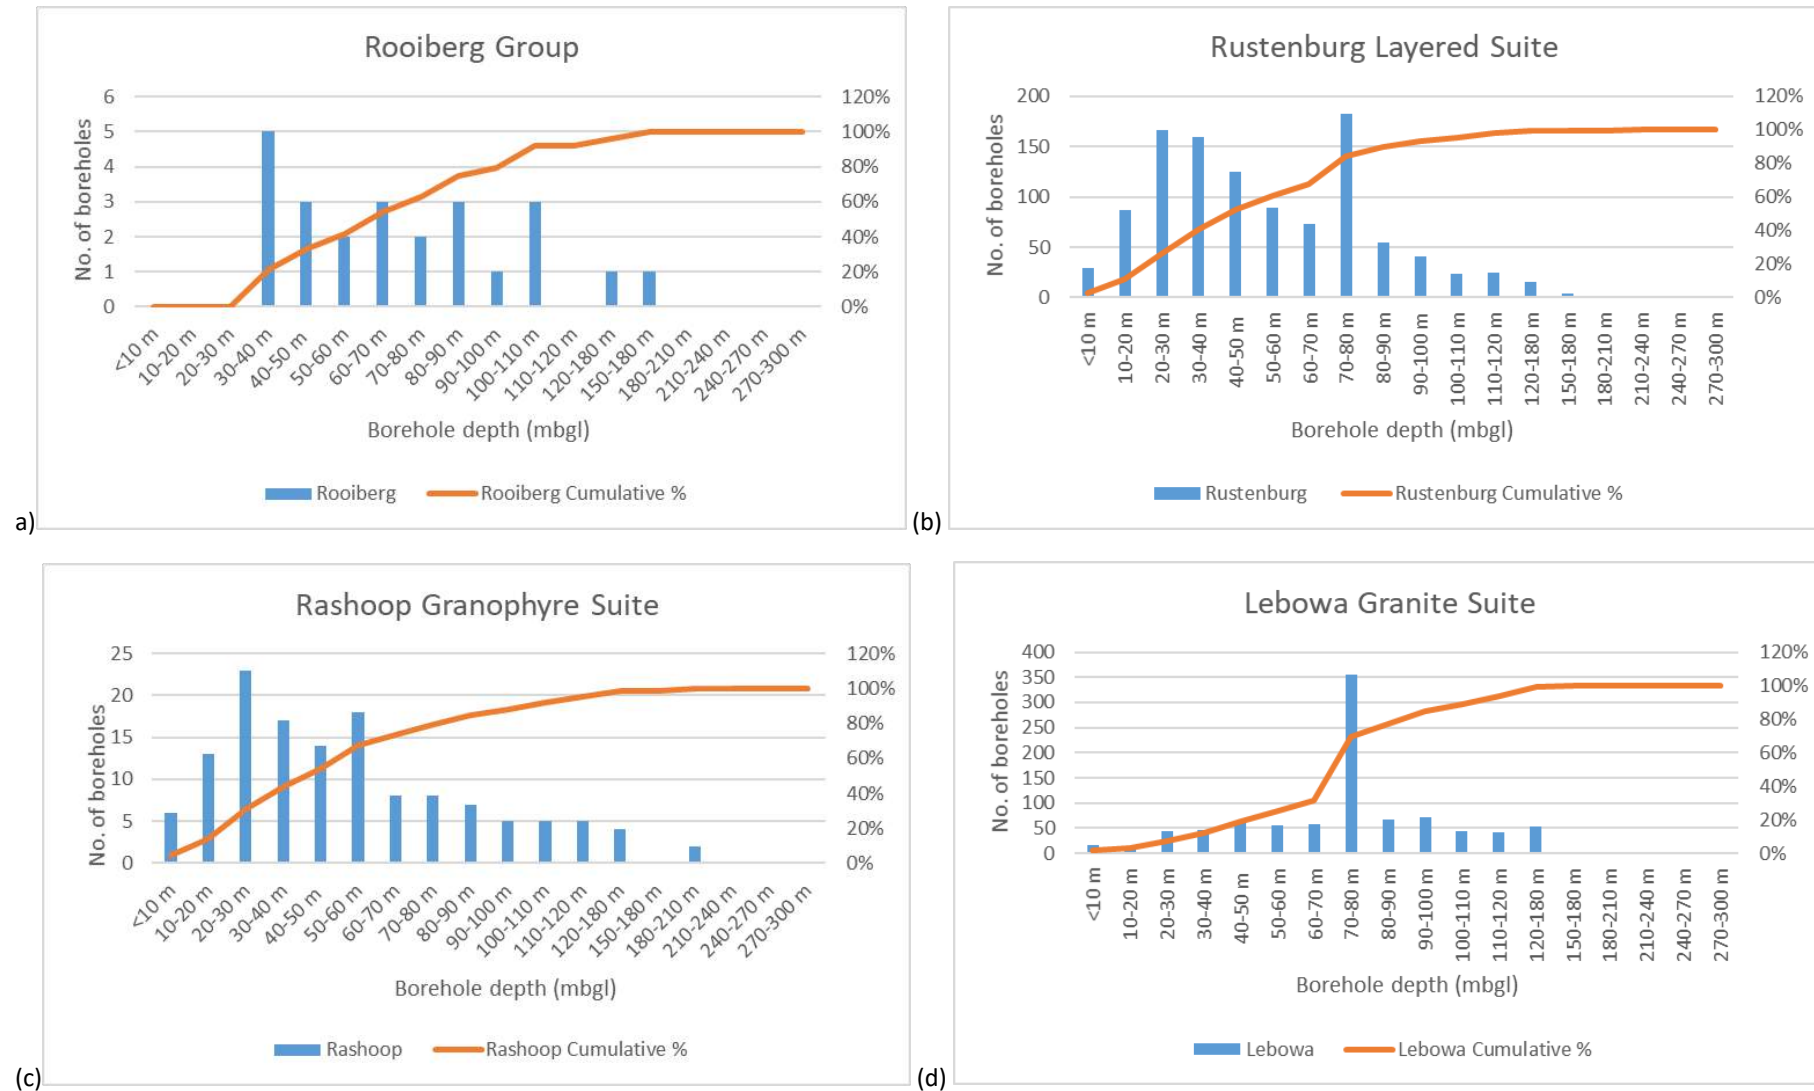 Rooiberg Group
6
5
4
3
2
1
0
120%
100%
80%
60%
40%
20%
0%
No. of boreholes
<10 m
10-20 m
20-30 m
30-40 m
40-50 m
50-60 m
60-70 m
70-80 m
80-90 m
90-100 m
100-110 m
110-120 m
120-180 m
150-180 m
180-210 m
210-240 m
240-270 m
270-300 m
Borehole depth (mbgl)
Rooiberg
Rooiberg Cumulative %
a)
Rustenburg Layered Suite
200
150
100
50
0
120%
100%
80%
60%
40%
20%
0%
No. of boreholes
<10 m
10-20 m
20-30 m
30-40 m
40-50 m
50-60 m
60-70 m
70-80 m
80-90 m
90-100 m
100-110 m
110-120 m
120-180 m
150-180 m
180-210 m
210-240 m
240-270 m
270-300 m
Borehole depth (mbgl)
Rustenburg
Rustenburg Cumulative %
(b)
Rashoop Granophyre Suite
25
20
15
10
5
0
120%
100%
80%
60%
40%
20%
0%
No. of boreholes
<10 m
10-20 m
20-30 m
30-40 m
40-50 m
50-60 m
60-70 m
70-80 m
80-90 m
90-100 m
100-110 m
110-120 m
120-180 m
150-180 m
180-210 m
210-240 m
240-270 m
270-300 m
Borehole depth (mbgl)
Rashoop
Rashoop Cumulative %
(c)
Lebowa Granite Suite
400
350
300
250
200
150
100
50
0
120%
100%
80%
60%
40%
20%
0%
No. of boreholes
<10 m
10-20 m
20-30 m
30-40 m
40-50 m
50-60 m
60-70 m
70-80 m
80-90 m
90-100 m
100-110 m
110-120 m
120-180 m
150-180 m
180-210 m
210-240 m
240-270 m
270-300 m
Borehole depth (mbgl)
Lebowa
Lebowa Cumulative %
(d)